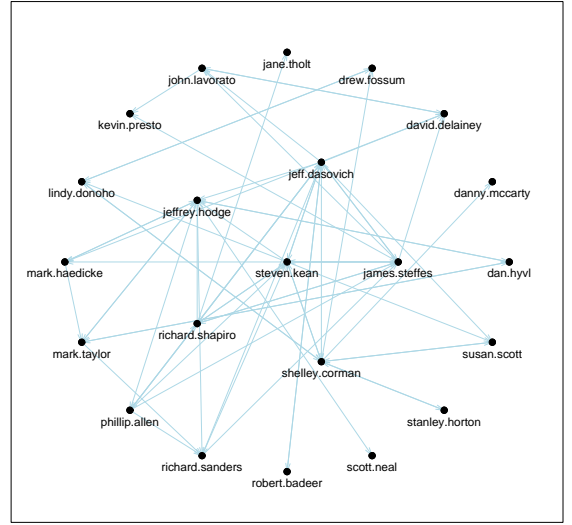 jane.tholt
john.lavorato
drew.fossum
kevin.presto
david.delainey
jeff.dasovich
lindy.donoho
danny.mccarty
jeffrey.hodge
mark.haedicke
steven.kean
james.steffes
dan.hyvl
richard.shapiro
mark.taylor
susan.scott
shelley.corman
phillip.allen
stanley.horton
richard.sanders
scott.neal
robert.badeer